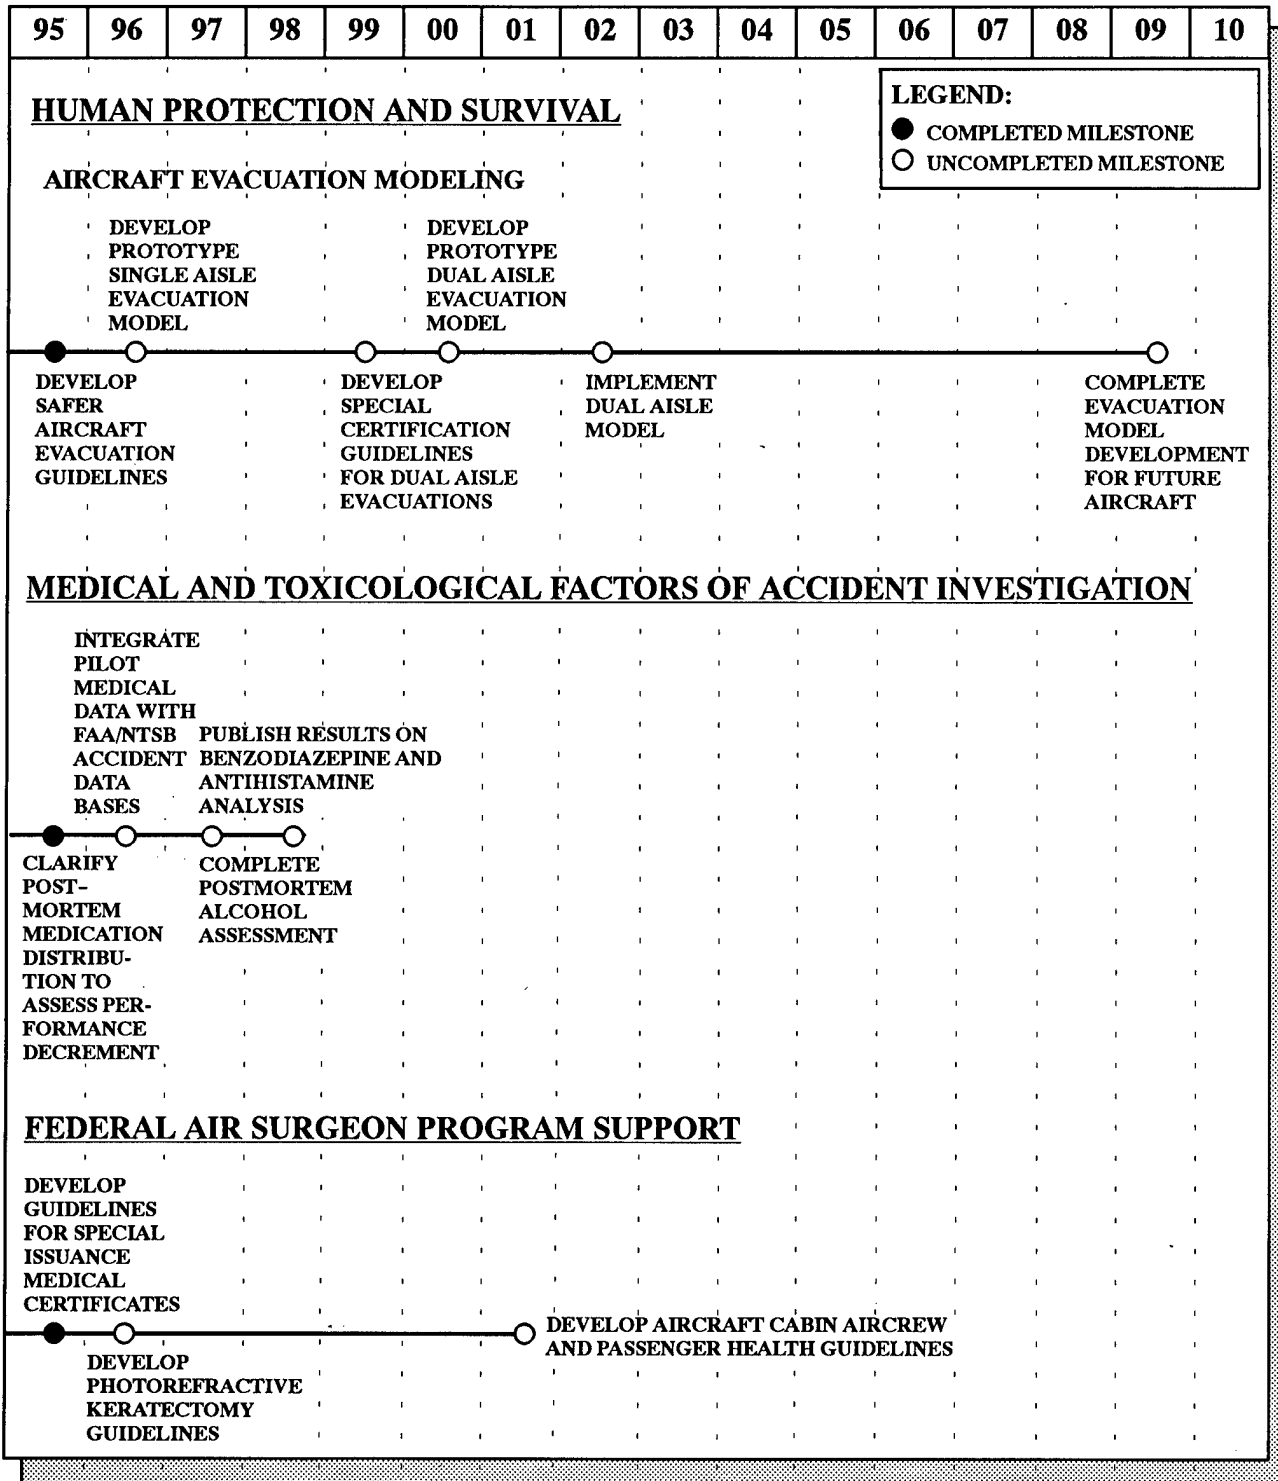 95 96 97 98 99 00 01 02 03 04 05 06 07 08 09 10
LEGEND:
COMPLETED MILESTONE
UNCOMPLETED MILESTONE
HUMAN PROTECTION AND SURVIVAL
AIRCRAFT EVACUATION MODELING
DEVELOP
PROTOTYPE
SINGLE AISLE
EVACUATION
MODEL
DEVELOP
PROTOTYPE
DUAL AISLE
EVACUATION
MODEL
DEVELOP
SAFER
AIRCRAFT
EVACUATION
GUIDELINES
DEVELOP
SPECIAL
CERTIFICATION
GUIDELINES
FOR DUAL AISLE
EVACUATIONS
IMPLEMENT
DUAL AISLE
MODEL
COMPLETE
EVACUATION
MODEL
DEVELOPMENT
FOR FUTURE
AIRCRAFT
MEDICAL AND TOXICOLOGICAL FACTORS OF ACCIDENT INVESTIGATION
INTEGRATE
PILOT
MEDICAL
DATA WITH
FAA/NTSB
ACCIDENT
DATA
BASES
PUBLISH RESULTS ON
BENZODIAZEPINE AND
ANTIHISTAMINE
ANALYSIS
CLARIFY
POST-
MORTEM
MEDICATION
DISTRIBU-
TION TO
ASSESS PER-
FORMANCE
DECREMENT
COMPLETE
POSTMORTEM
ALCOHOL
ASSESSMENT
FEDERAL AIR SURGEON PROGRAM SUPPORT
DEVELOP
GUIDELINES
FOR SPECIAL
ISSUANCE
MEDICAL
CERTIFICATES
DEVELOP AIRCRAFT CABIN AIRCREW
AND PASSENGER HEALTH GUIDELINES
DEVELOP
PHOTOREFRACTIVE
KERATECTOMY
GUIDELINES